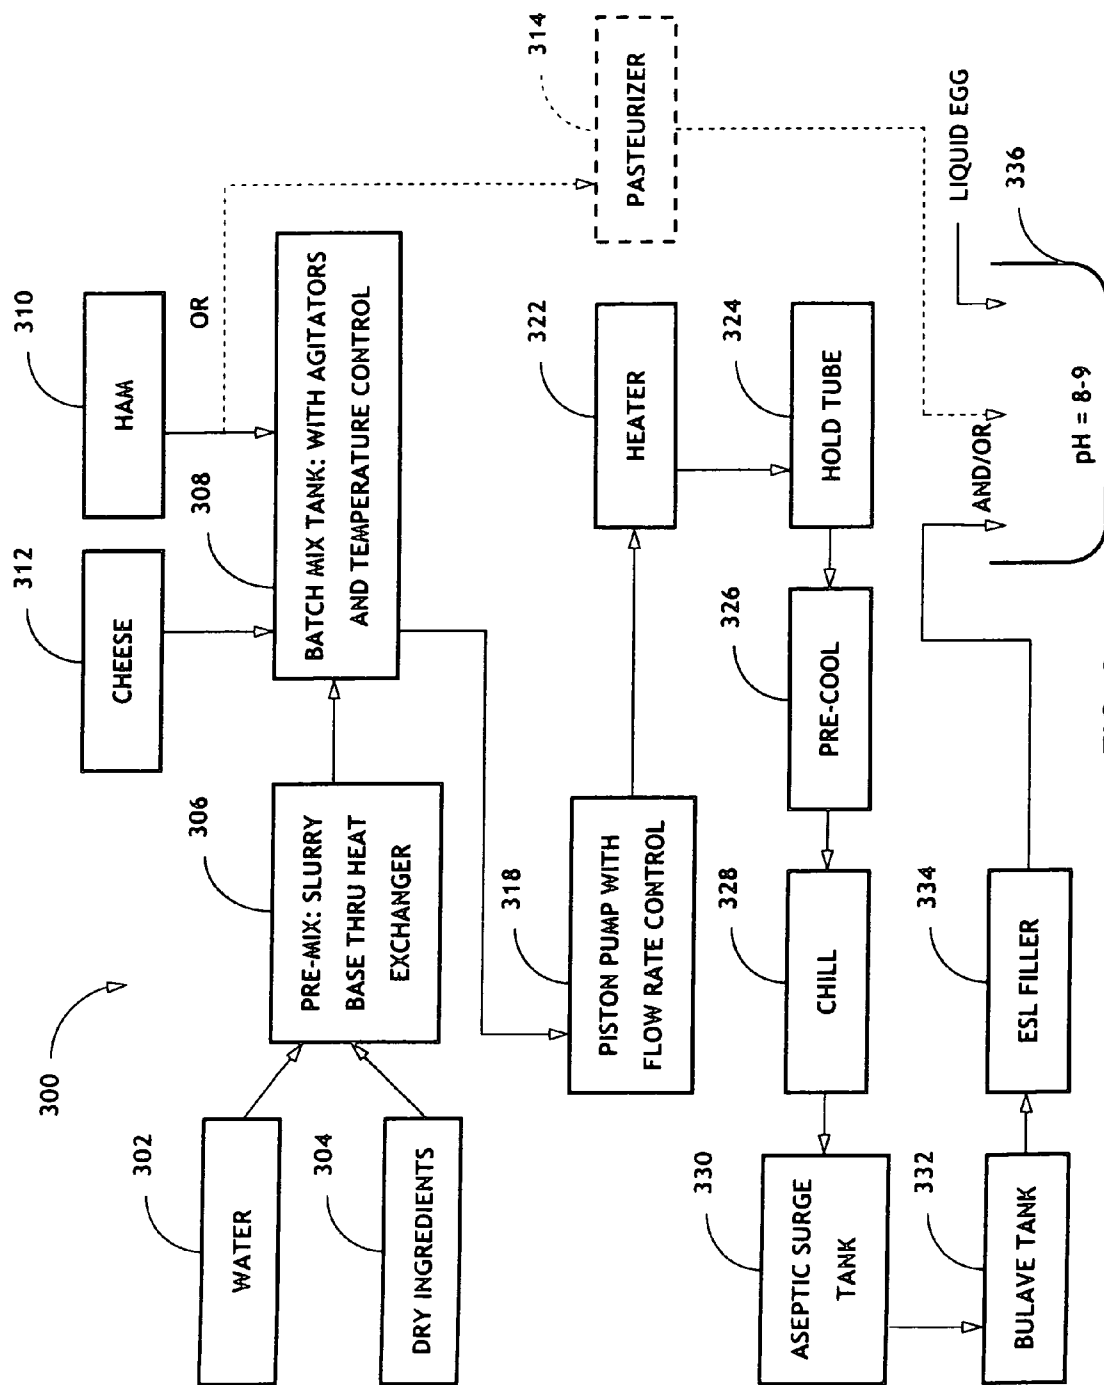 300
302
WATER
304
DRY INGREDIENTS
306
PRE-MIX: SLURRY
BASE THRU HEAT
EXCHANGER
312
CHEESE
310
HAM
OR
308
BATCH MIX TANK: WITH AGITATORS
AND TEMPERATURE CONTROL
314
PASTEURIZER
318
PISTON PUMP WITH
FLOW RATE CONTROL
322
HEATER
324
HOLD TUBE
326
PRE-COOL
328
CHILL
330
ASEPTIC SURGE
TANK
332
BULAVE TANK
334
ESL FILLER
AND/OR
LIQUID EGG
336
pH = 8-9